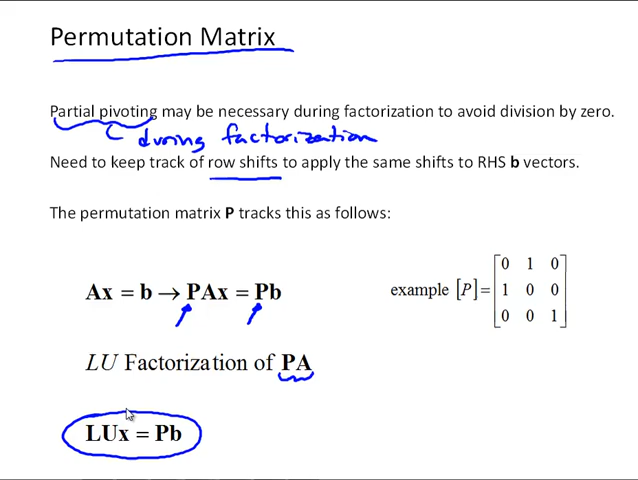 Permutation Matrix
Partial pivoting may be necessary during factorization to avoid division by zero.
during factorization
Need to keep track of row shifts to apply the same shifts to RHS b vectors.
The permutation matrix P tracks this as follows:
Ax = b → PAx = Pb
example [P] = [0 1 0
1 0 0
0 0 1]
LU Factorization of PA
LUx = Pb